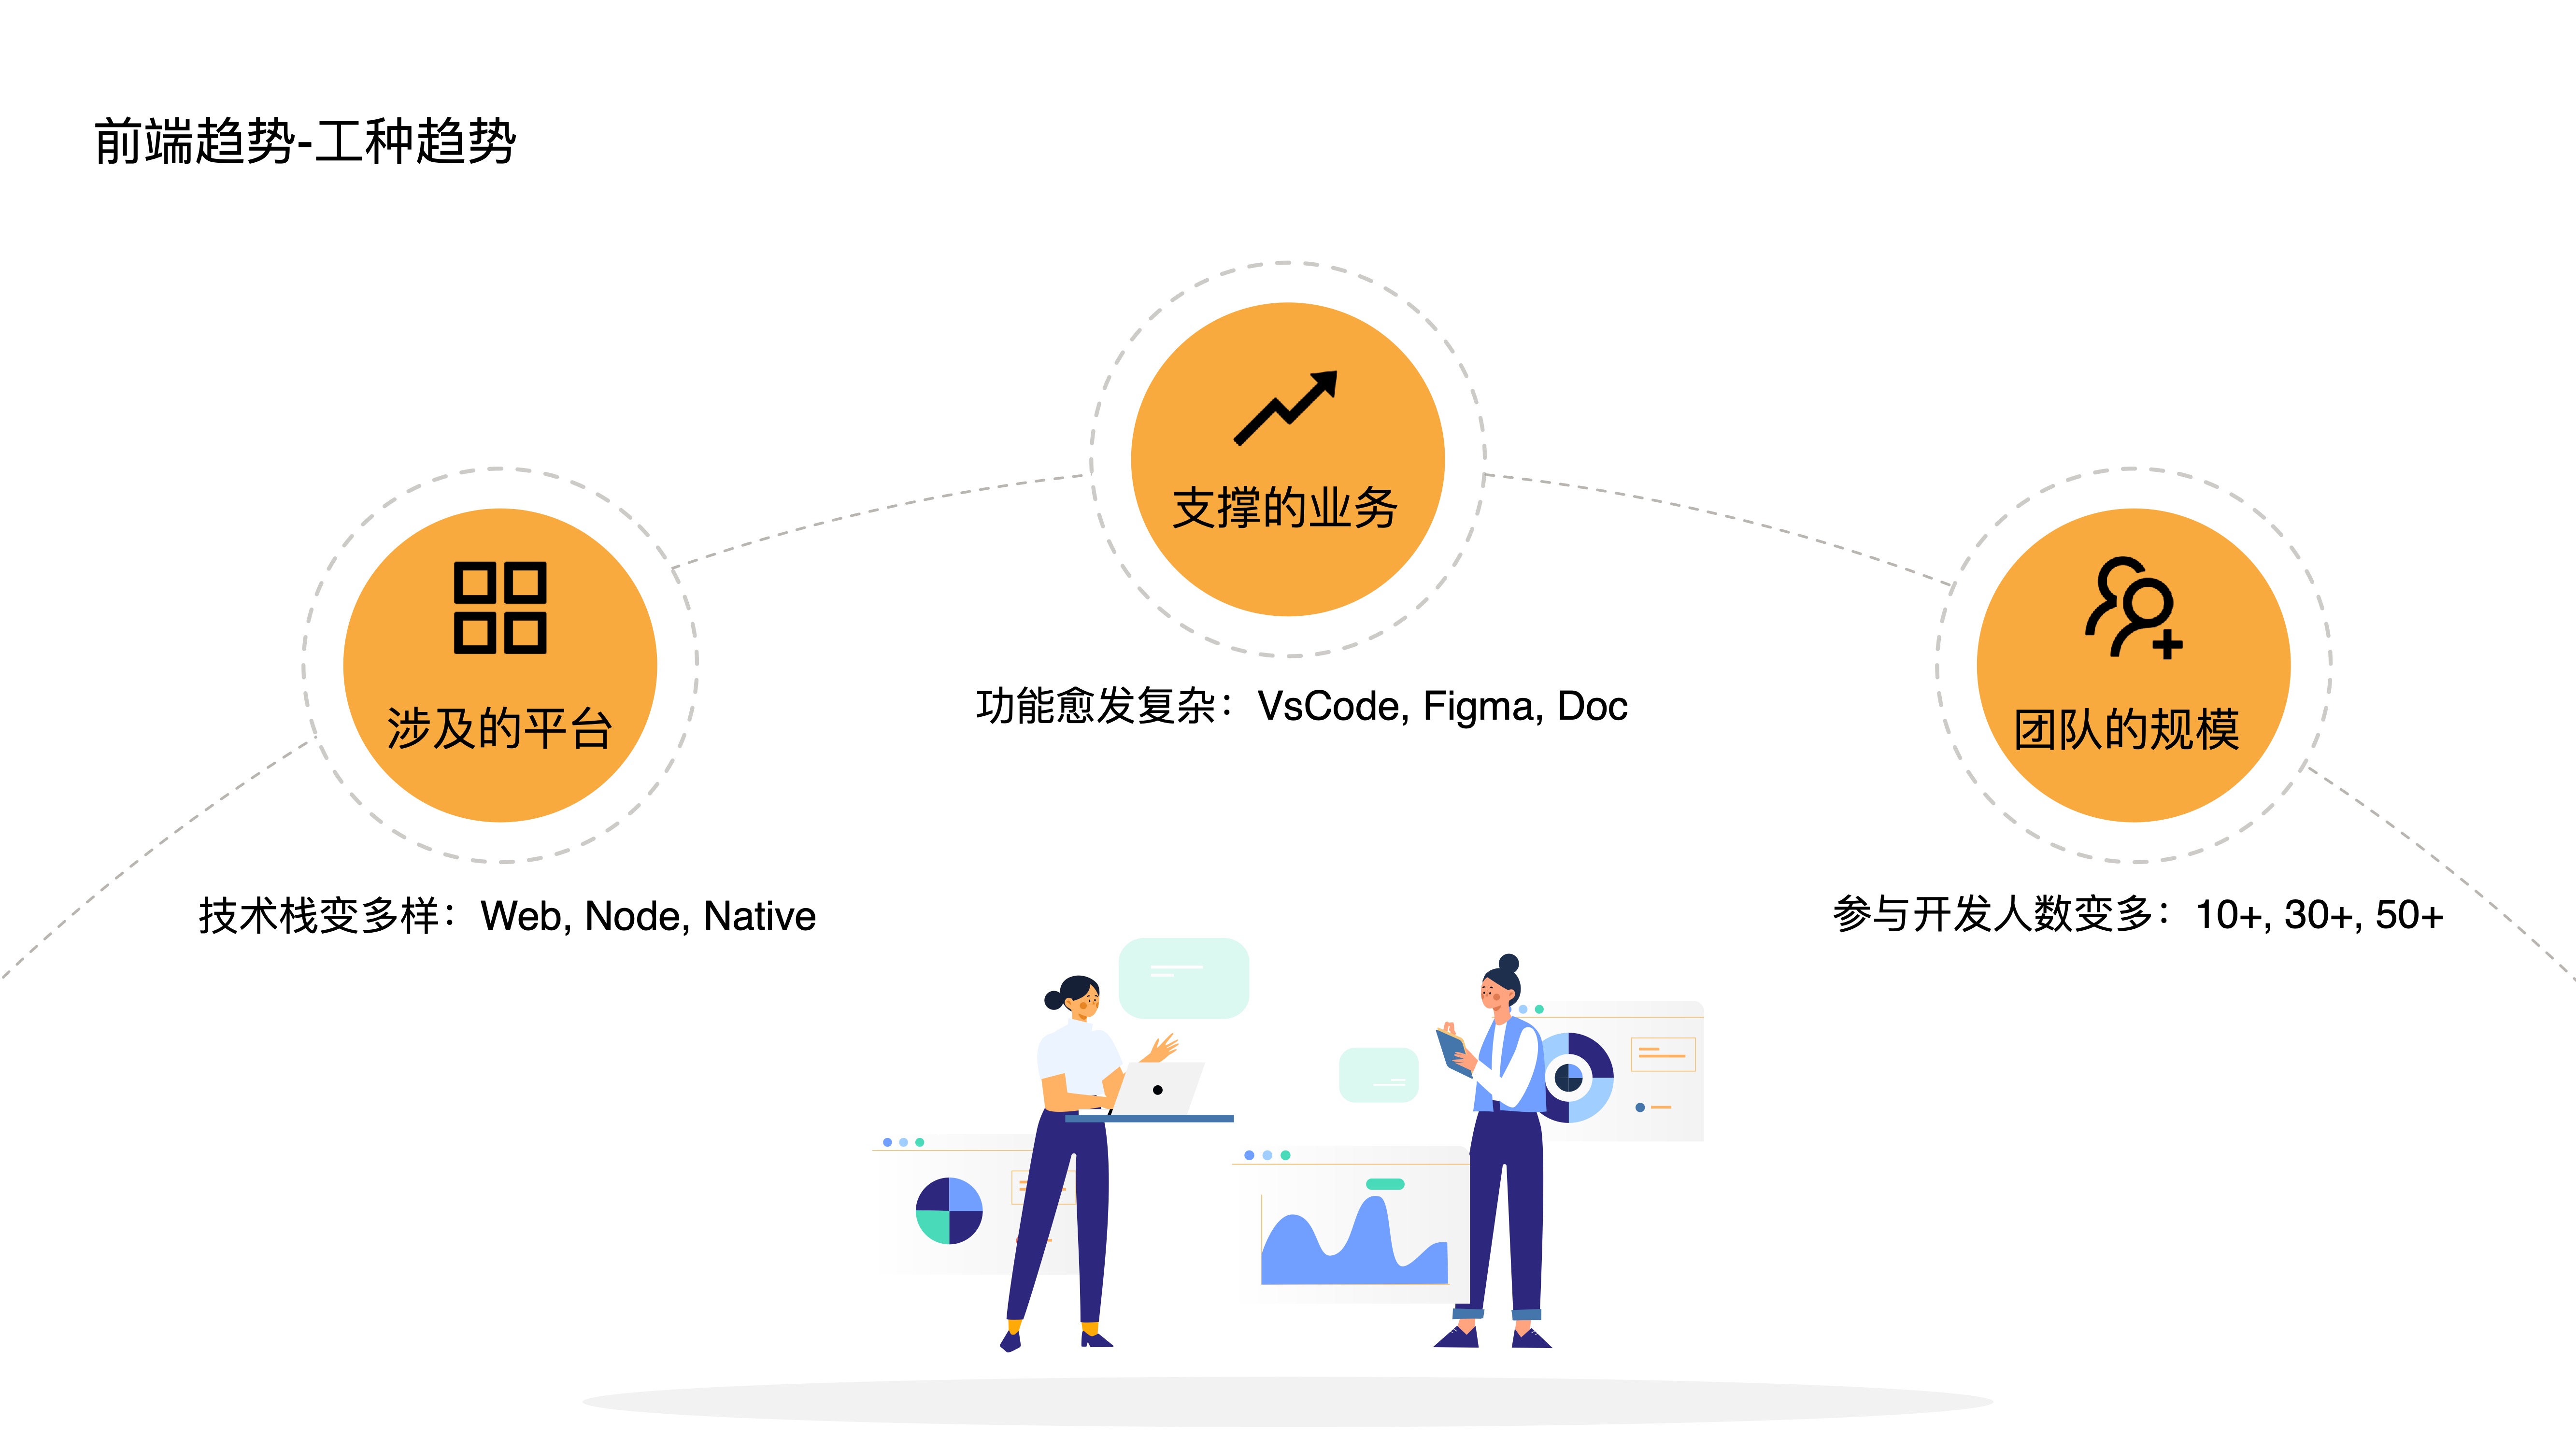 前端趋势-工种趋势
支撑的业务
功能愈发复杂：VsCode, Figma, Doc
涉及的平台
技术栈变多样：Web, Node, Native
团队的规模
参与开发人数变多：10+, 30+, 50+